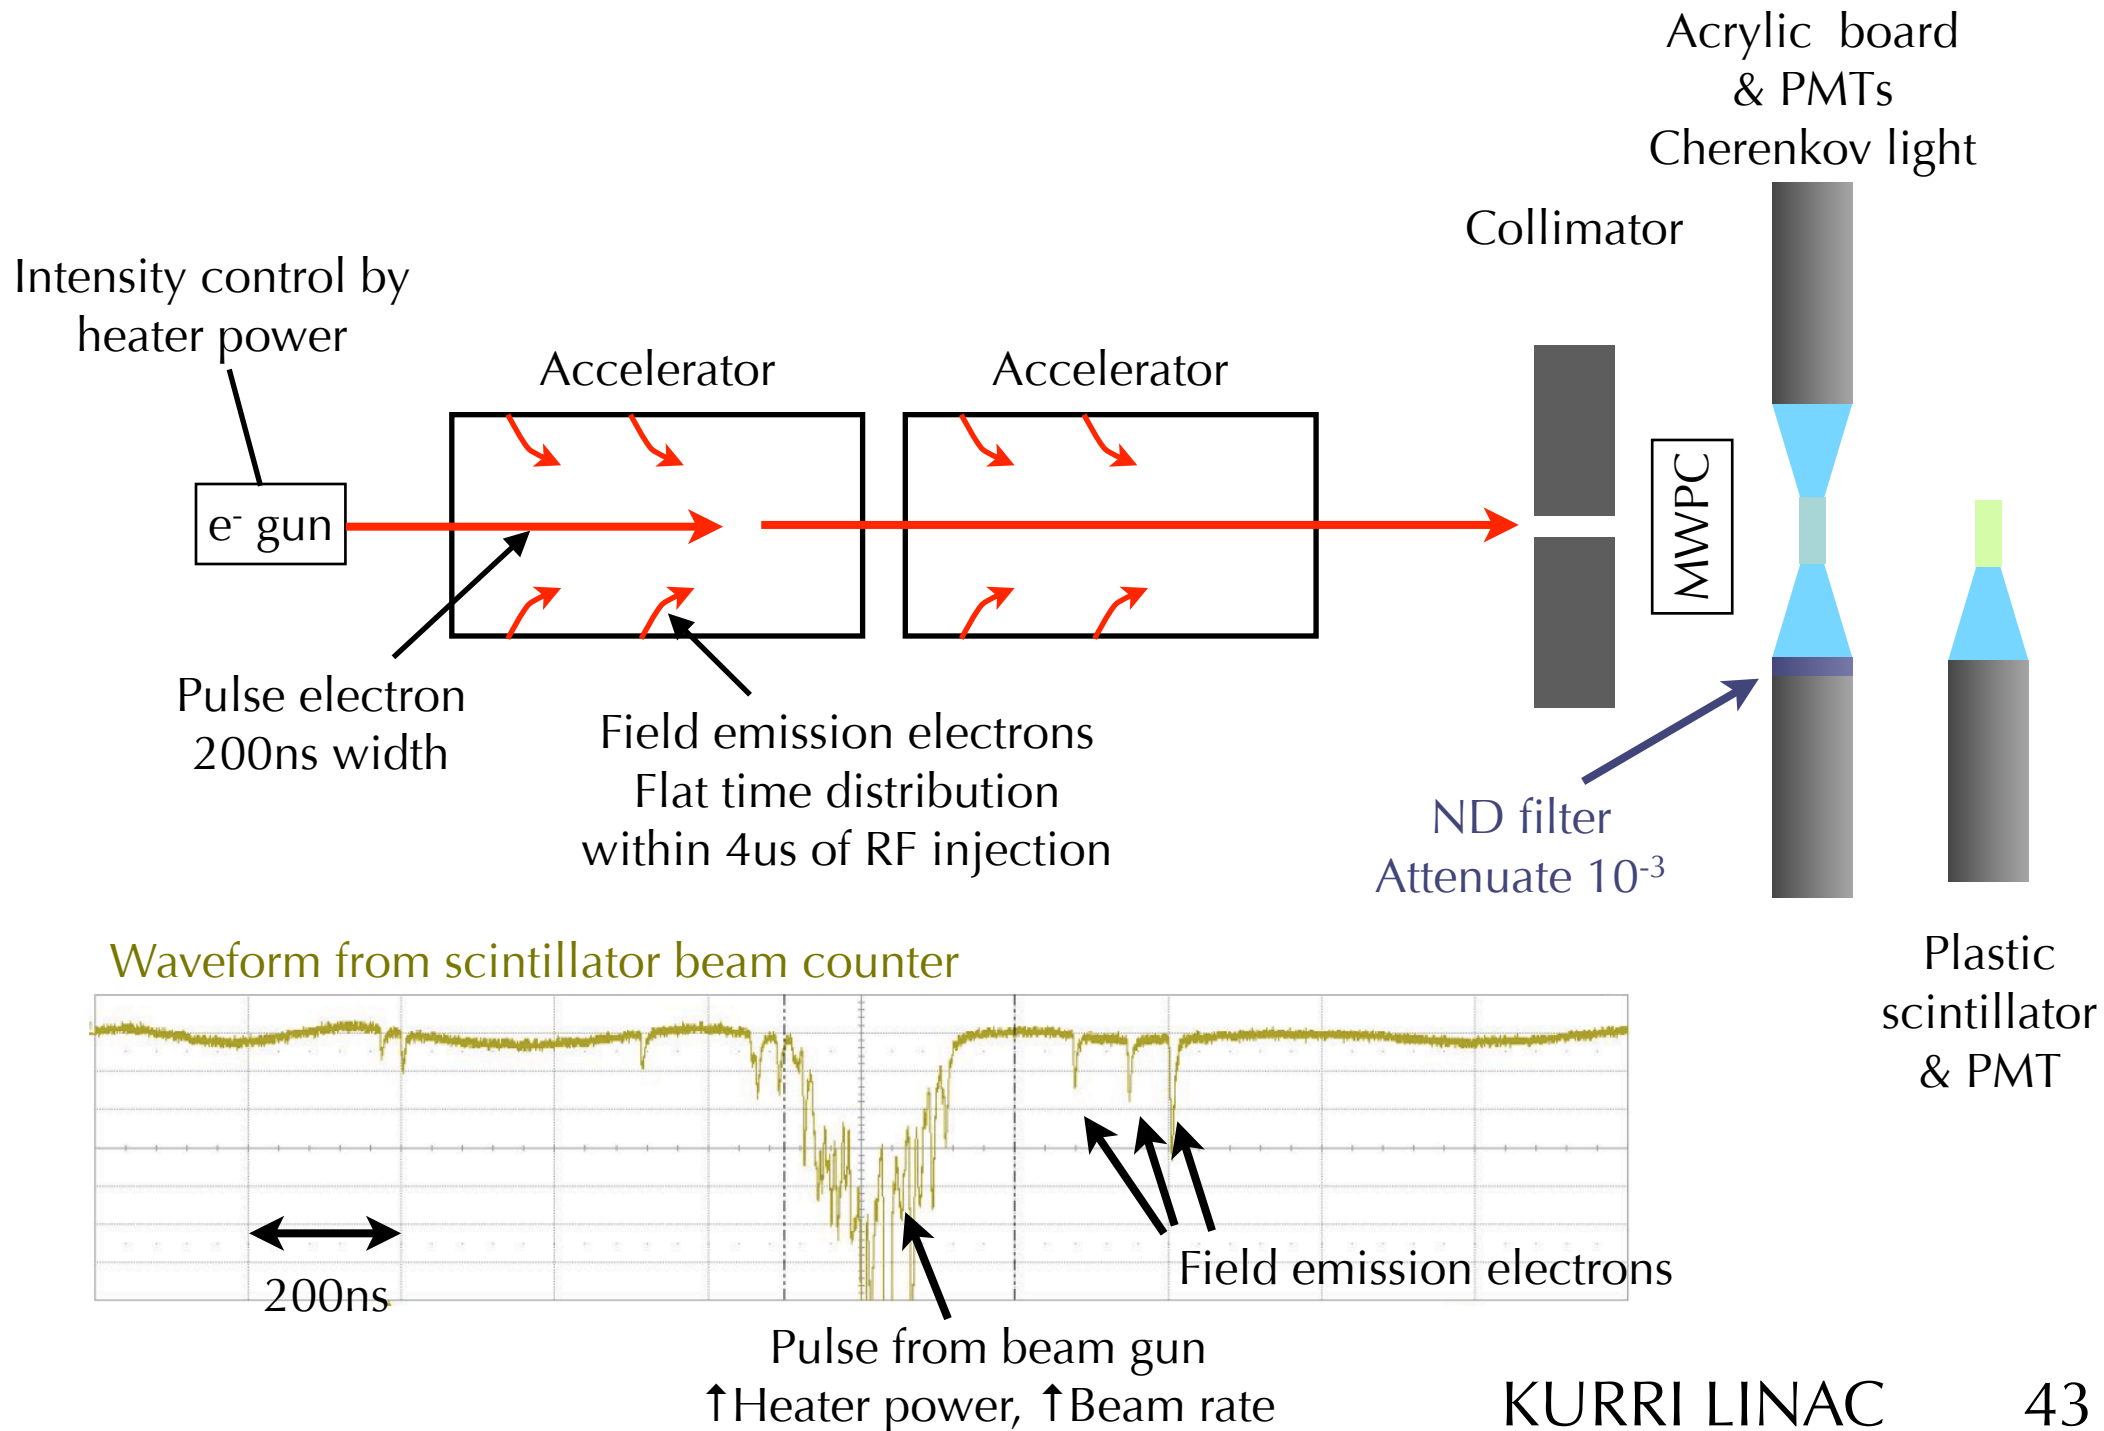 Acrylic board
& PMTs
Cherenkov light
Collimator
Intensity control by
heater power
Accelerator
Accelerator
e- gun
MWPC
Pulse electron
200ns width
Field emission electrons
Flat time distribution
within 4us of RF injection
ND filter
Attenuate 10-3
Plastic
scintillator
& PMT
Waveform from scintillator beam counter
200ns
Field emission electrons
Pulse from beam gun
↑Heater power, ↑Beam rate
KURRI LINAC 43